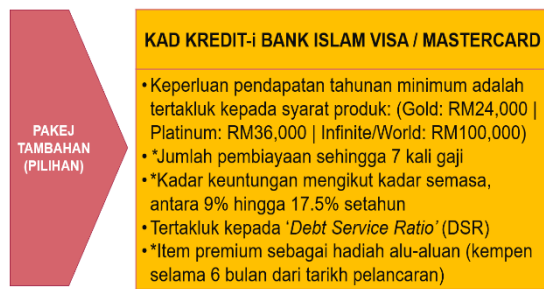 PAKEJ
TAMBAHAN
(PILIHAN)
KAD KREDIT-i BANK ISLAM VISA / MASTERCARD
• Keperluan pendapatan tahunan minimum adalah
tertakluk kepada syarat produk: (Gold: RM24,000 |
Platinum: RM36,000 | Infinite/World: RM100,000)
• *Jumlah pembiayaan sehingga 7 kali gaji
• *Kadar keuntungan mengikut kadar semasa,
antara 9% hingga 17.5% setahun
• Tertakluk kepada ‘Debt Service Ratio’ (DSR)
• *Item premium sebagai hadiah alu-aluan (kempen
selama 6 bulan dari tarikh pelancaran)